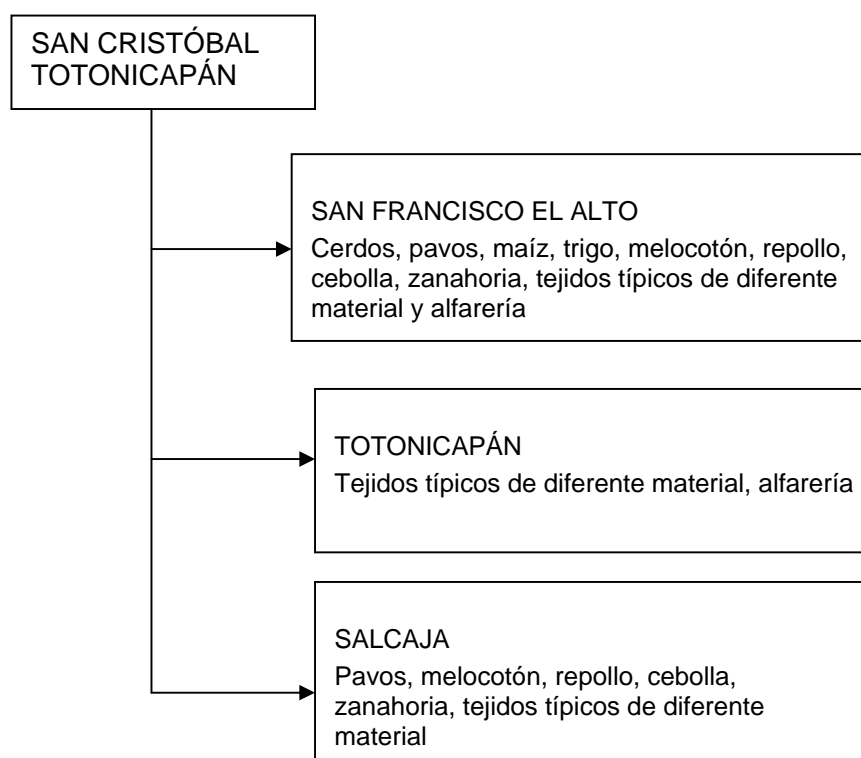 SAN CRISTÓBAL
TOTONICAPÁN
SAN FRANCISCO EL ALTO
Cerdos, pavos, maíz, trigo, melocotón, repollo,
cebolla, zanahoria, tejidos típicos de diferente
material y alfarería
TOTONICAPÁN
Tejidos típicos de diferente material, alfarería
SALCAJA
Pavos, melocotón, repollo, cebolla,
zanahoria, tejidos típicos de diferente
material